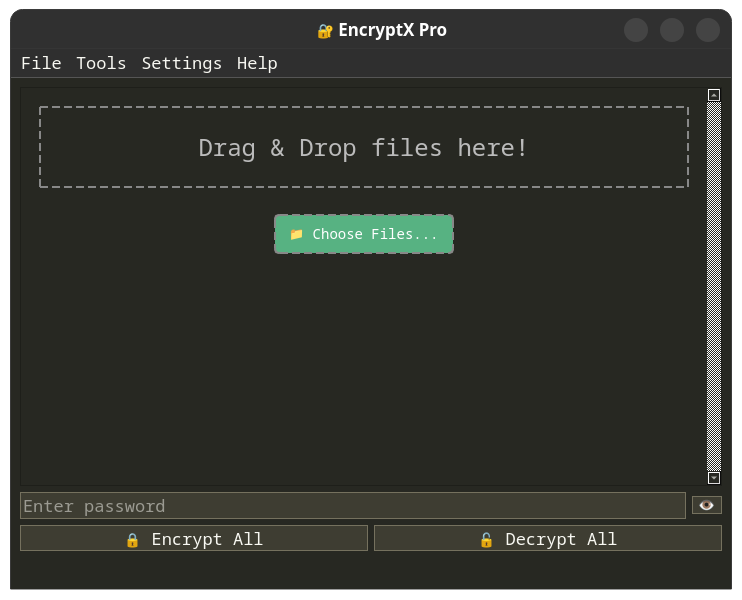 🔐 EncryptX Pro
File Tools Settings Help
Drag & Drop files here!
📁 Choose Files...
Enter password
🔒 Encrypt All 🔓 Decrypt All